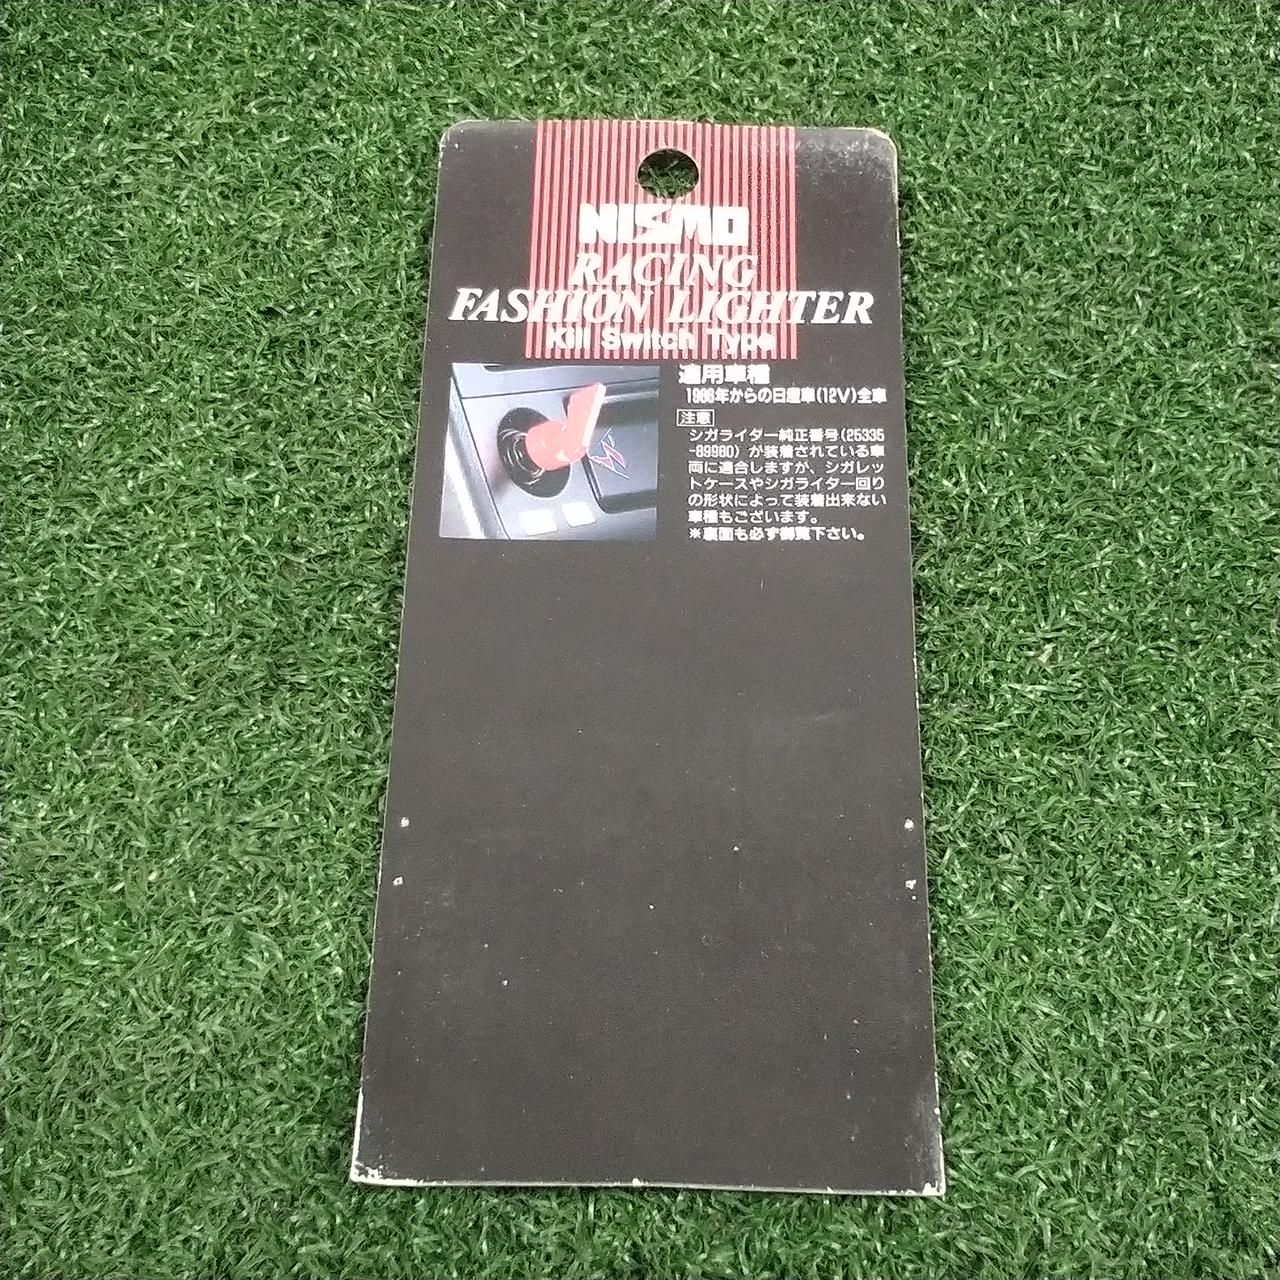 NISMO
RACING
FASHION LIGHTER
Kill Switch Type
適用車種
1986年からの日産車(12V)全車
注意
シガライター純正番号(25335
-89980)が装着されている車
両に適合しますが、シガレッ
トケースやシガライター回り
の形状によって装着出来ない
車種もございます。
※裏面も必ず御覧下さい。